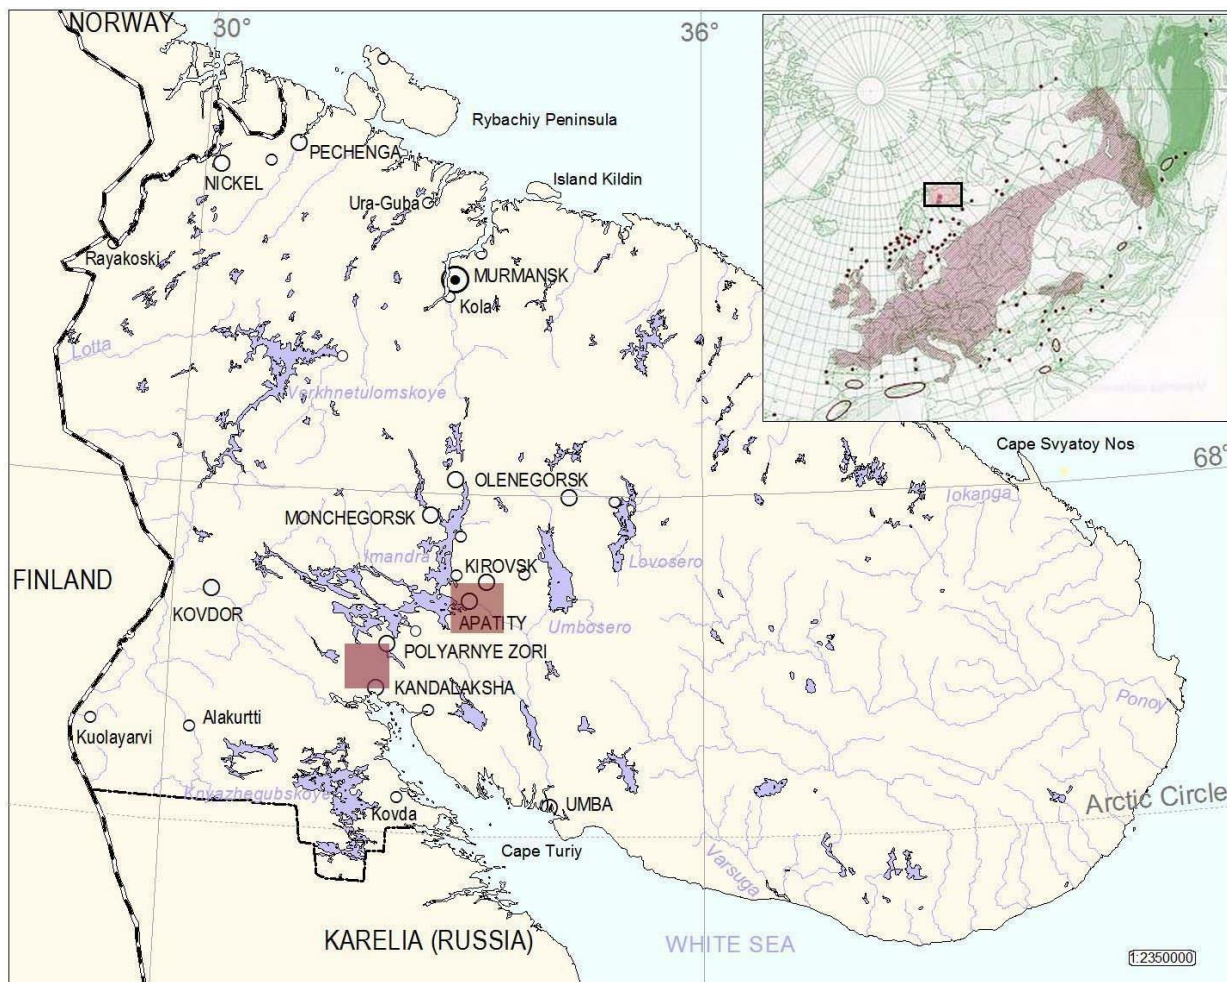 NORWAY
30°
36°
Rybachiy Peninsula
PECHENGA
NICKEL
Island Kildin
Ura-Guba
Rayakoski
MURMANSK
Kola
Lotta
Verkhnetulomskoye
Cape Svyatoy Nos
68°
OLENEGORSK
Iokanga
MONCHEGORSK
Imandra
KIROVSK
Lovosero
FINLAND
KOVDOR
APATITY
Umbosero
POLYARNYE ZORI
KANDALAKSHA
Ponoy
Alakurtti
Kuolayarvi
Knyazhegubskoye
Kovda
UMBA
Arctic Circle
Cape Turiy
Varsuga
KARELIA (RUSSIA)
WHITE SEA
1:2350000